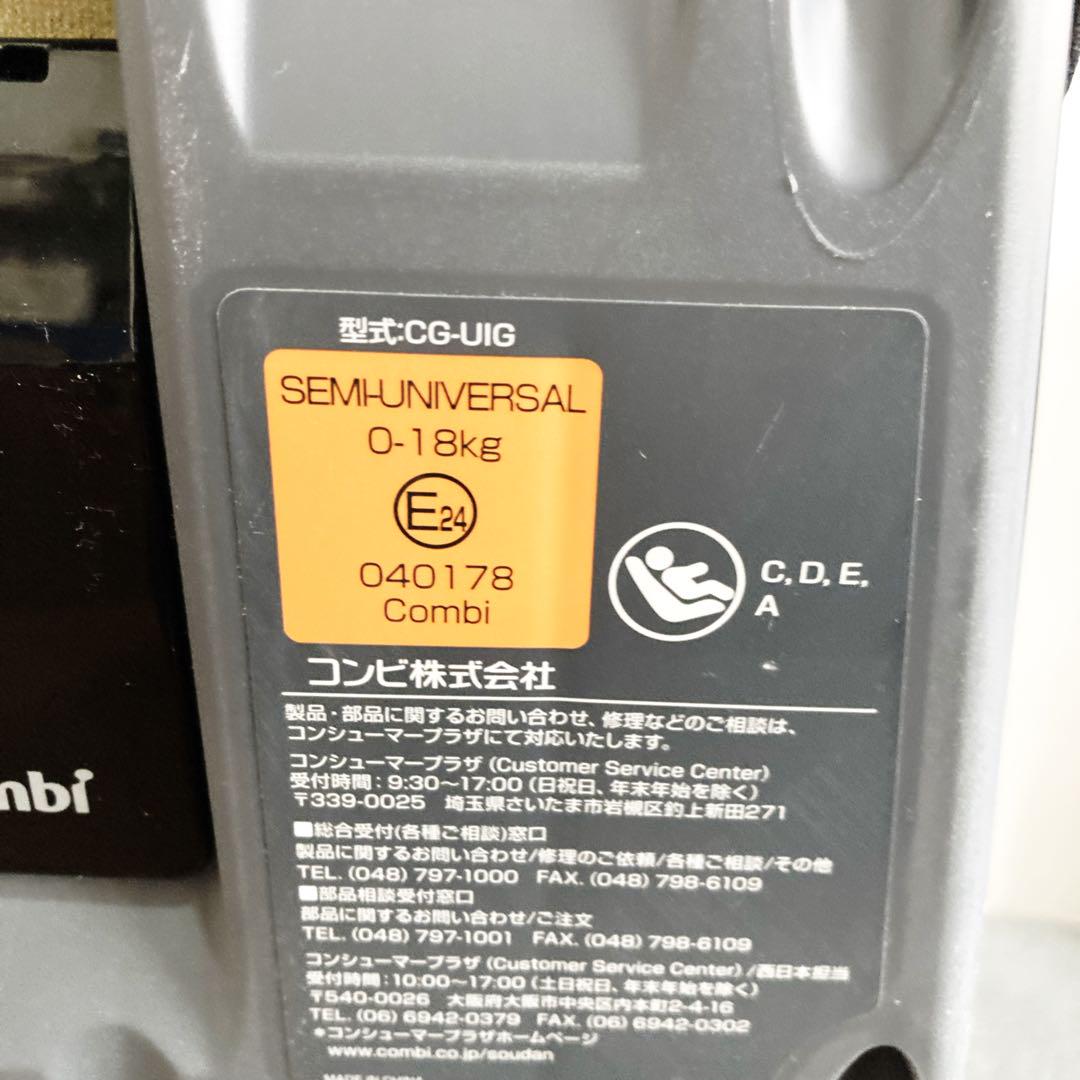 型式:CG-UIG
SEMI-UNIVERSAL
0-18kg
E24
040178
Combi
C, D, E,
A
コンビ株式会社
製品・部品に関するお問い合わせ、修理などのご相談は、
コンシューマープラザにて対応いたします。
コンシューマープラザ (Customer Service Center)
受付時間：9:30～17:00 (日祝日、年末年始を除く)
〒339-0025 埼玉県さいたま市岩槻区釣上新田271
■総合受付(各種ご相談)窓口
製品に関するお問い合わせ/修理のご依頼/各種ご相談/その他
TEL. (048) 797-1000 FAX. (048) 798-6109
■部品相談受付窓口
部品に関するお問い合わせ/ご注文
TEL. (048) 797-1001 FAX. (048) 798-6109
コンシューマープラザ (Customer Service Center) /西日本担当
受付時間：10:00～17:00 (土日祝日、年末年始を除く)
〒540-0026 大阪府大阪市中央区内本町2-4-16
TEL. (06) 6942-0379 FAX. (06) 6942-0302
*コンシューマープラザホームページ
www.combi.co.jp/soudan
mbi